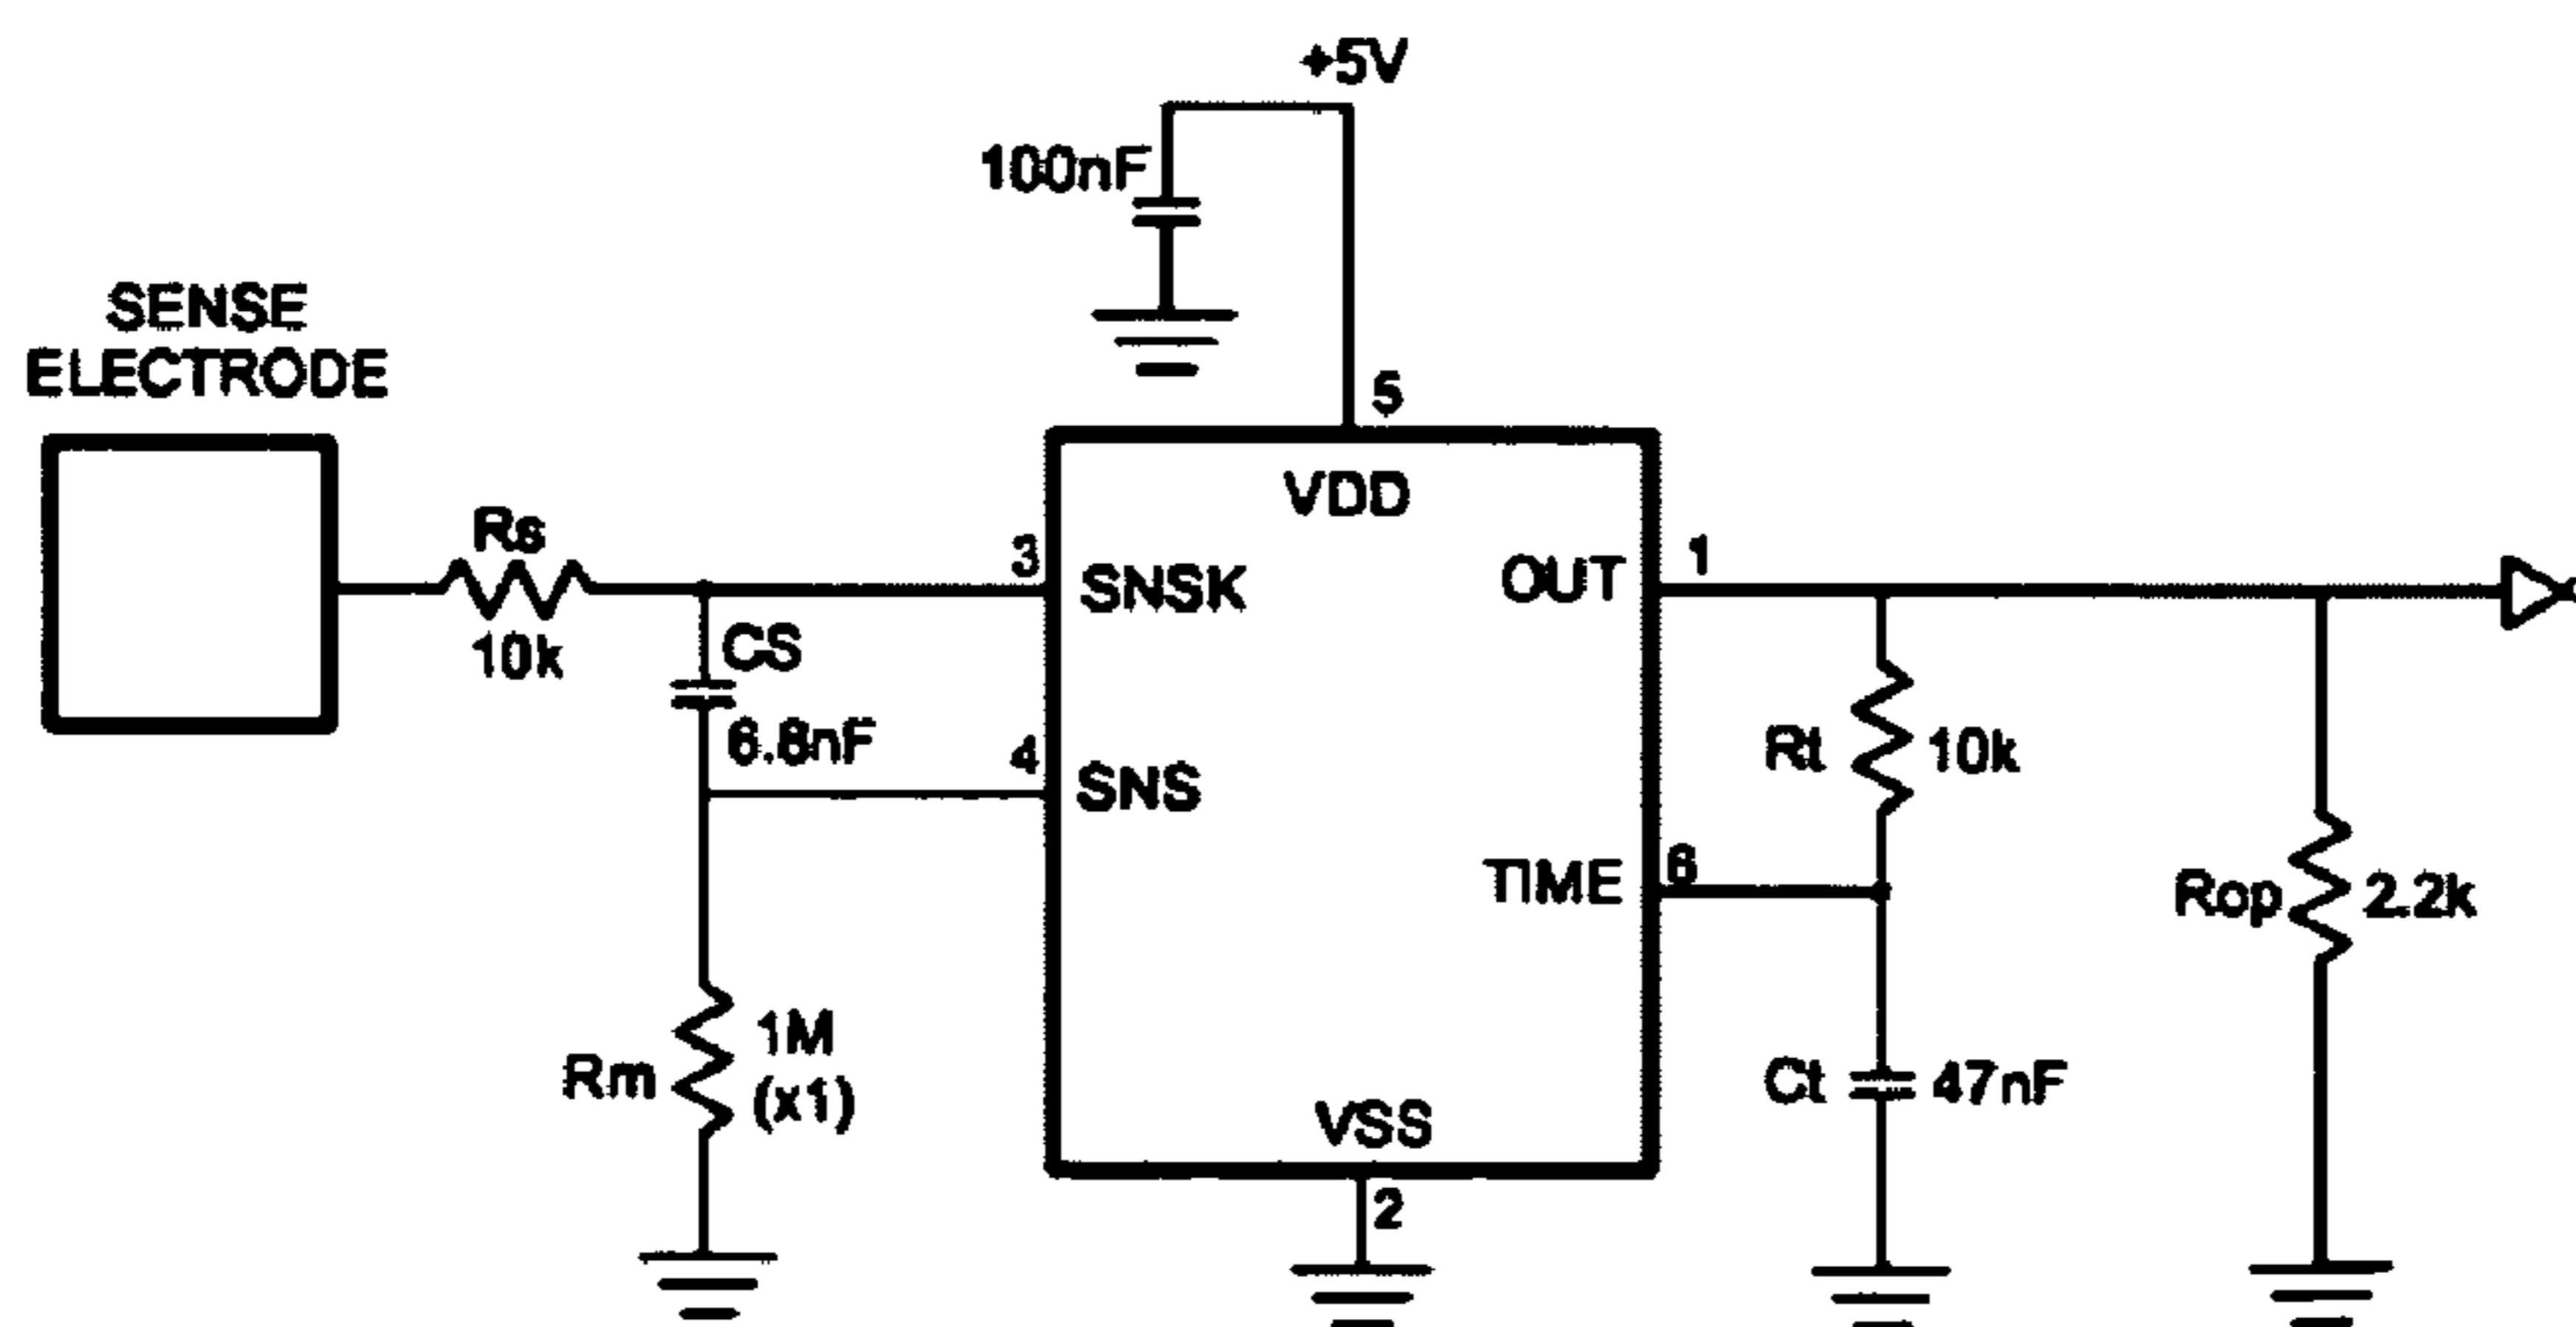 +5V
100nF
SENSE
ELECTRODE
5
VDD
Rs
10k
3
SNSK
OUT
1
CS
6.8nF
4
SNS
Rt
10k
TIME
6
Rop
2.2k
Rm
1M
(x1)
Ct
47nF
VSS
2